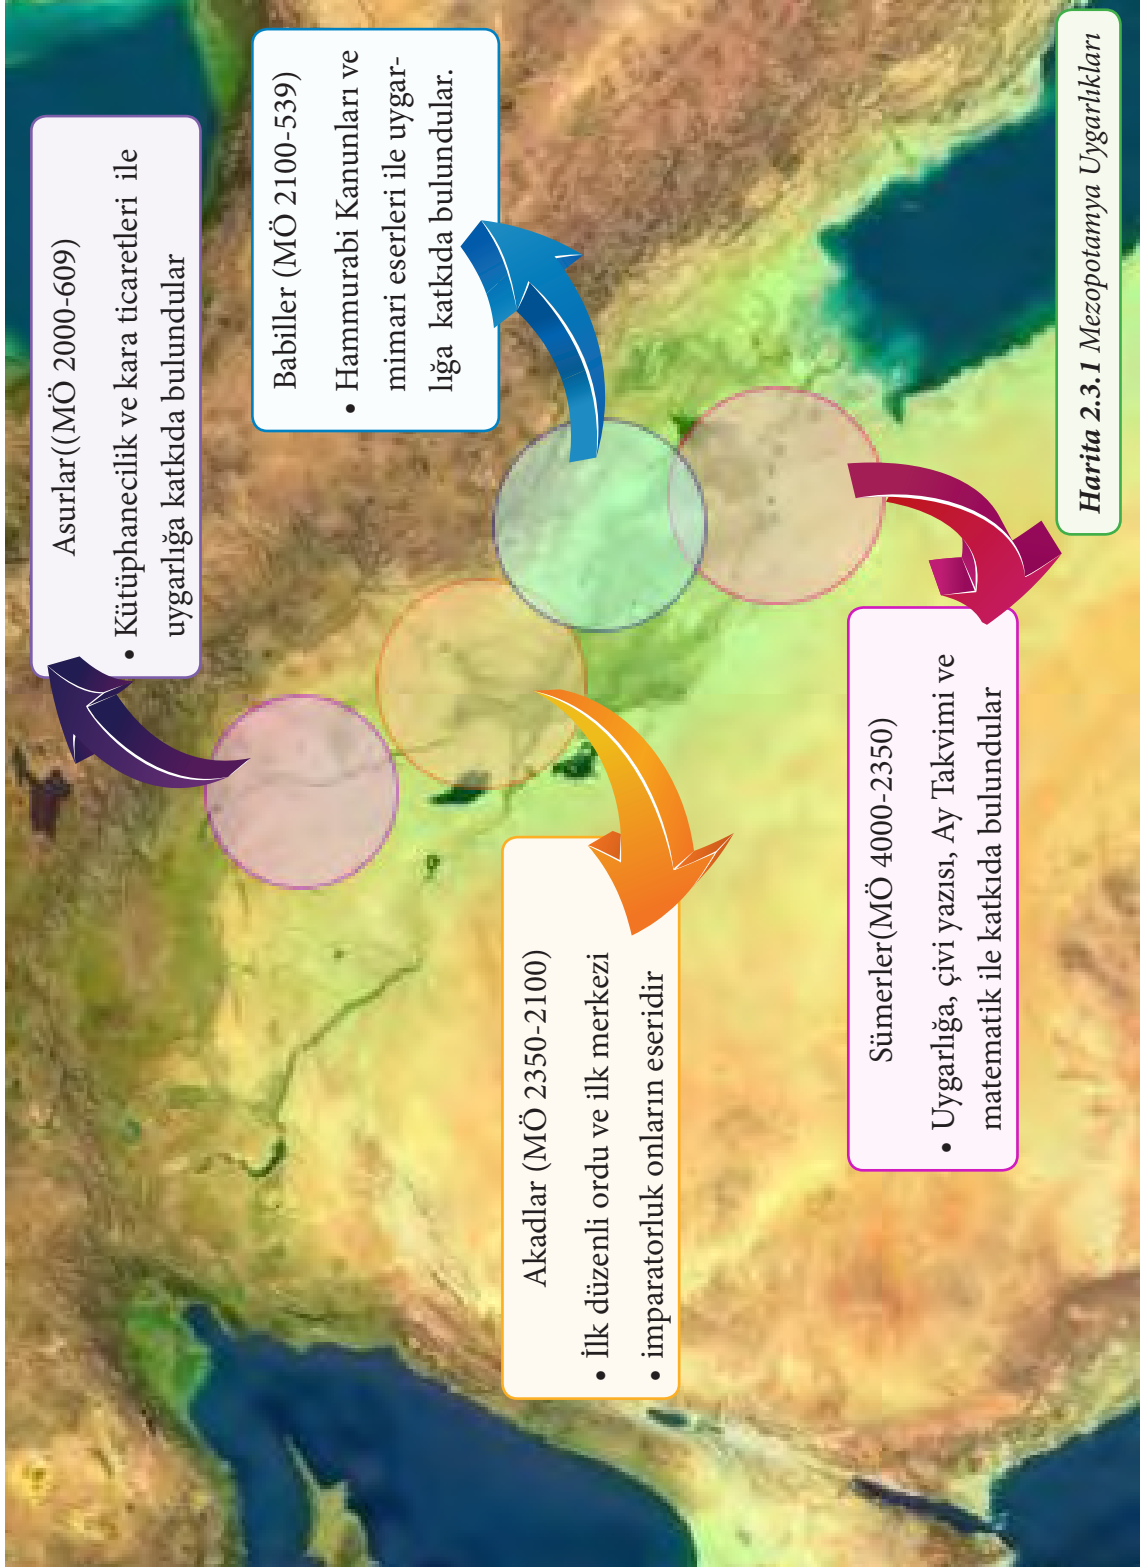 Asurlar((MÖ 2000-609)
• Kütüphanecilik ve kara ticaretleri ile
uygarlığa katkıda bulundular
Babiller (MÖ 2100-539)
• Hammurabi Kanunları ve
mimari eserleri ile uygar-
lığa katkıda bulundular.
Akadlar (MÖ 2350-2100)
• İlk düzenli ordu ve ilk merkezi
• imparatorluk onların eseridir
Sümerler(MÖ 4000-2350)
• Uygarlığa, çivi yazısı, Ay Takvimi ve
matematik ile katkıda bulundular
Harita 2.3.1 Mezopotamya Uygarlıkları